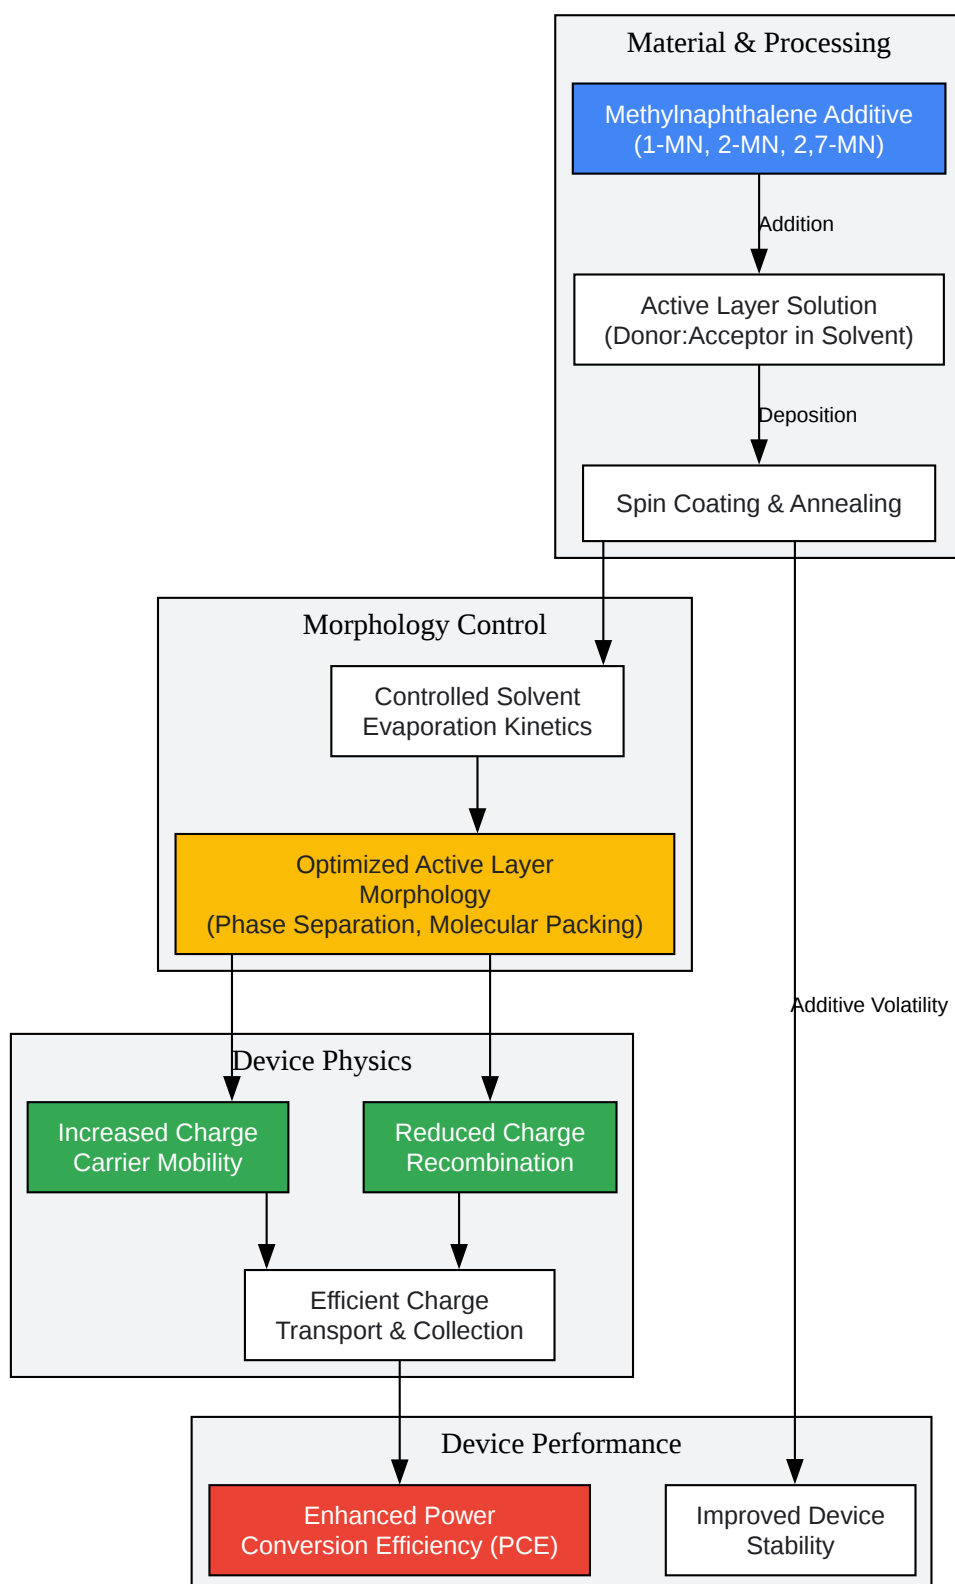 Material & Processing
Methylnaphthalene Additive
(1-MN, 2-MN, 2,7-MN)
Addition
Active Layer Solution
(Donor:Acceptor in Solvent)
Deposition
Spin Coating & Annealing
Morphology Control
Controlled Solvent
Evaporation Kinetics
Optimized Active Layer
Morphology
(Phase Separation, Molecular Packing)
Additive Volatility
Device Physics
Increased Charge
Carrier Mobility
Reduced Charge
Recombination
Efficient Charge
Transport & Collection
Device Performance
Enhanced Power
Conversion Efficiency (PCE)
Improved Device
Stability